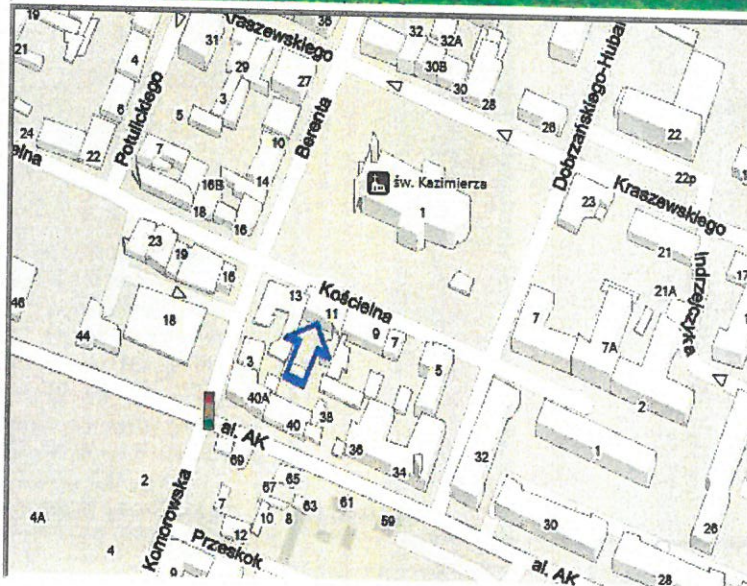 19
21
4
6
24
22
elna
Potulickiego
31
29
3
5
Kraszewskiego
36
27
10
Berenta
7
16B
14
18
16
32
32A
30B
30
28
26
Dobrzańskiego-Hubala
22
22p
Kraszewskiego
23
21
21A
Indrzejczyka
17
św. Kazimierza
1
23
19
16
18
46
44
Kościelna
13
11
9
7
5
3
40A
40
38
36
34
7
7A
2
1
32
al. AK
69
2
4A
4
Komorowska
7
67
65
63
10
8
12
Przeskok
9
61
59
30
al. AK
28
26